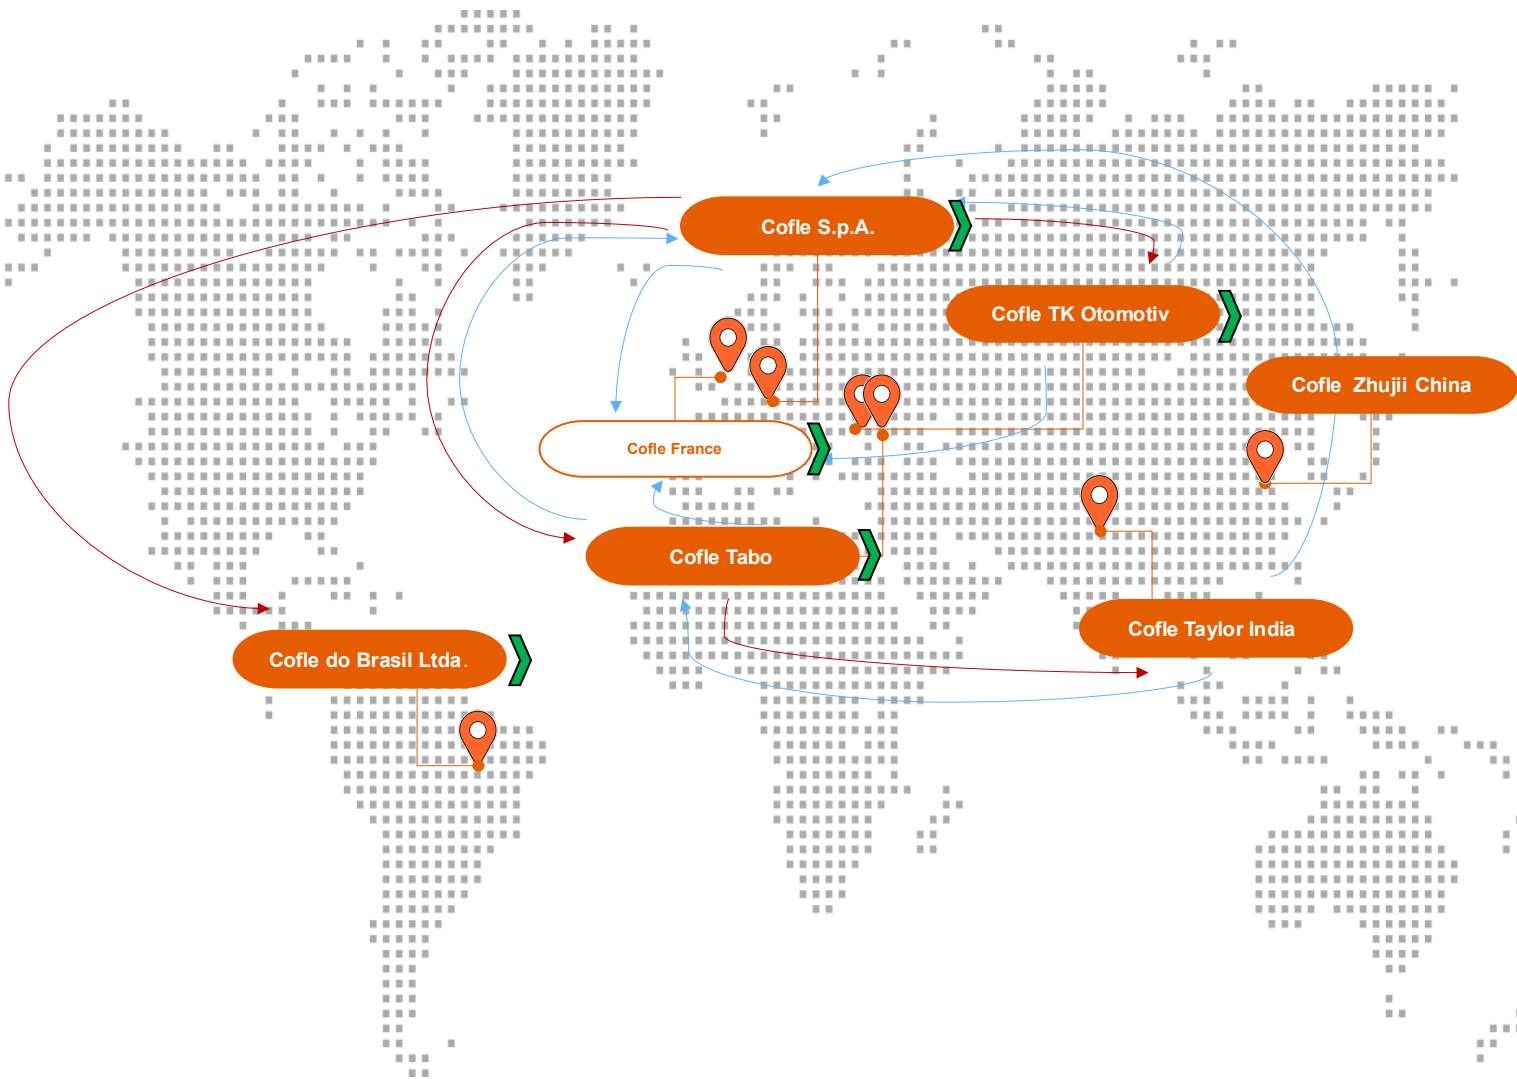 Cofle S.p.A.
Cofle TK Otomotiv
Cofle Zhujii China
Cofle France
Cofle Tabo
Cofle Taylor India
Cofle do Brasil Ltda.